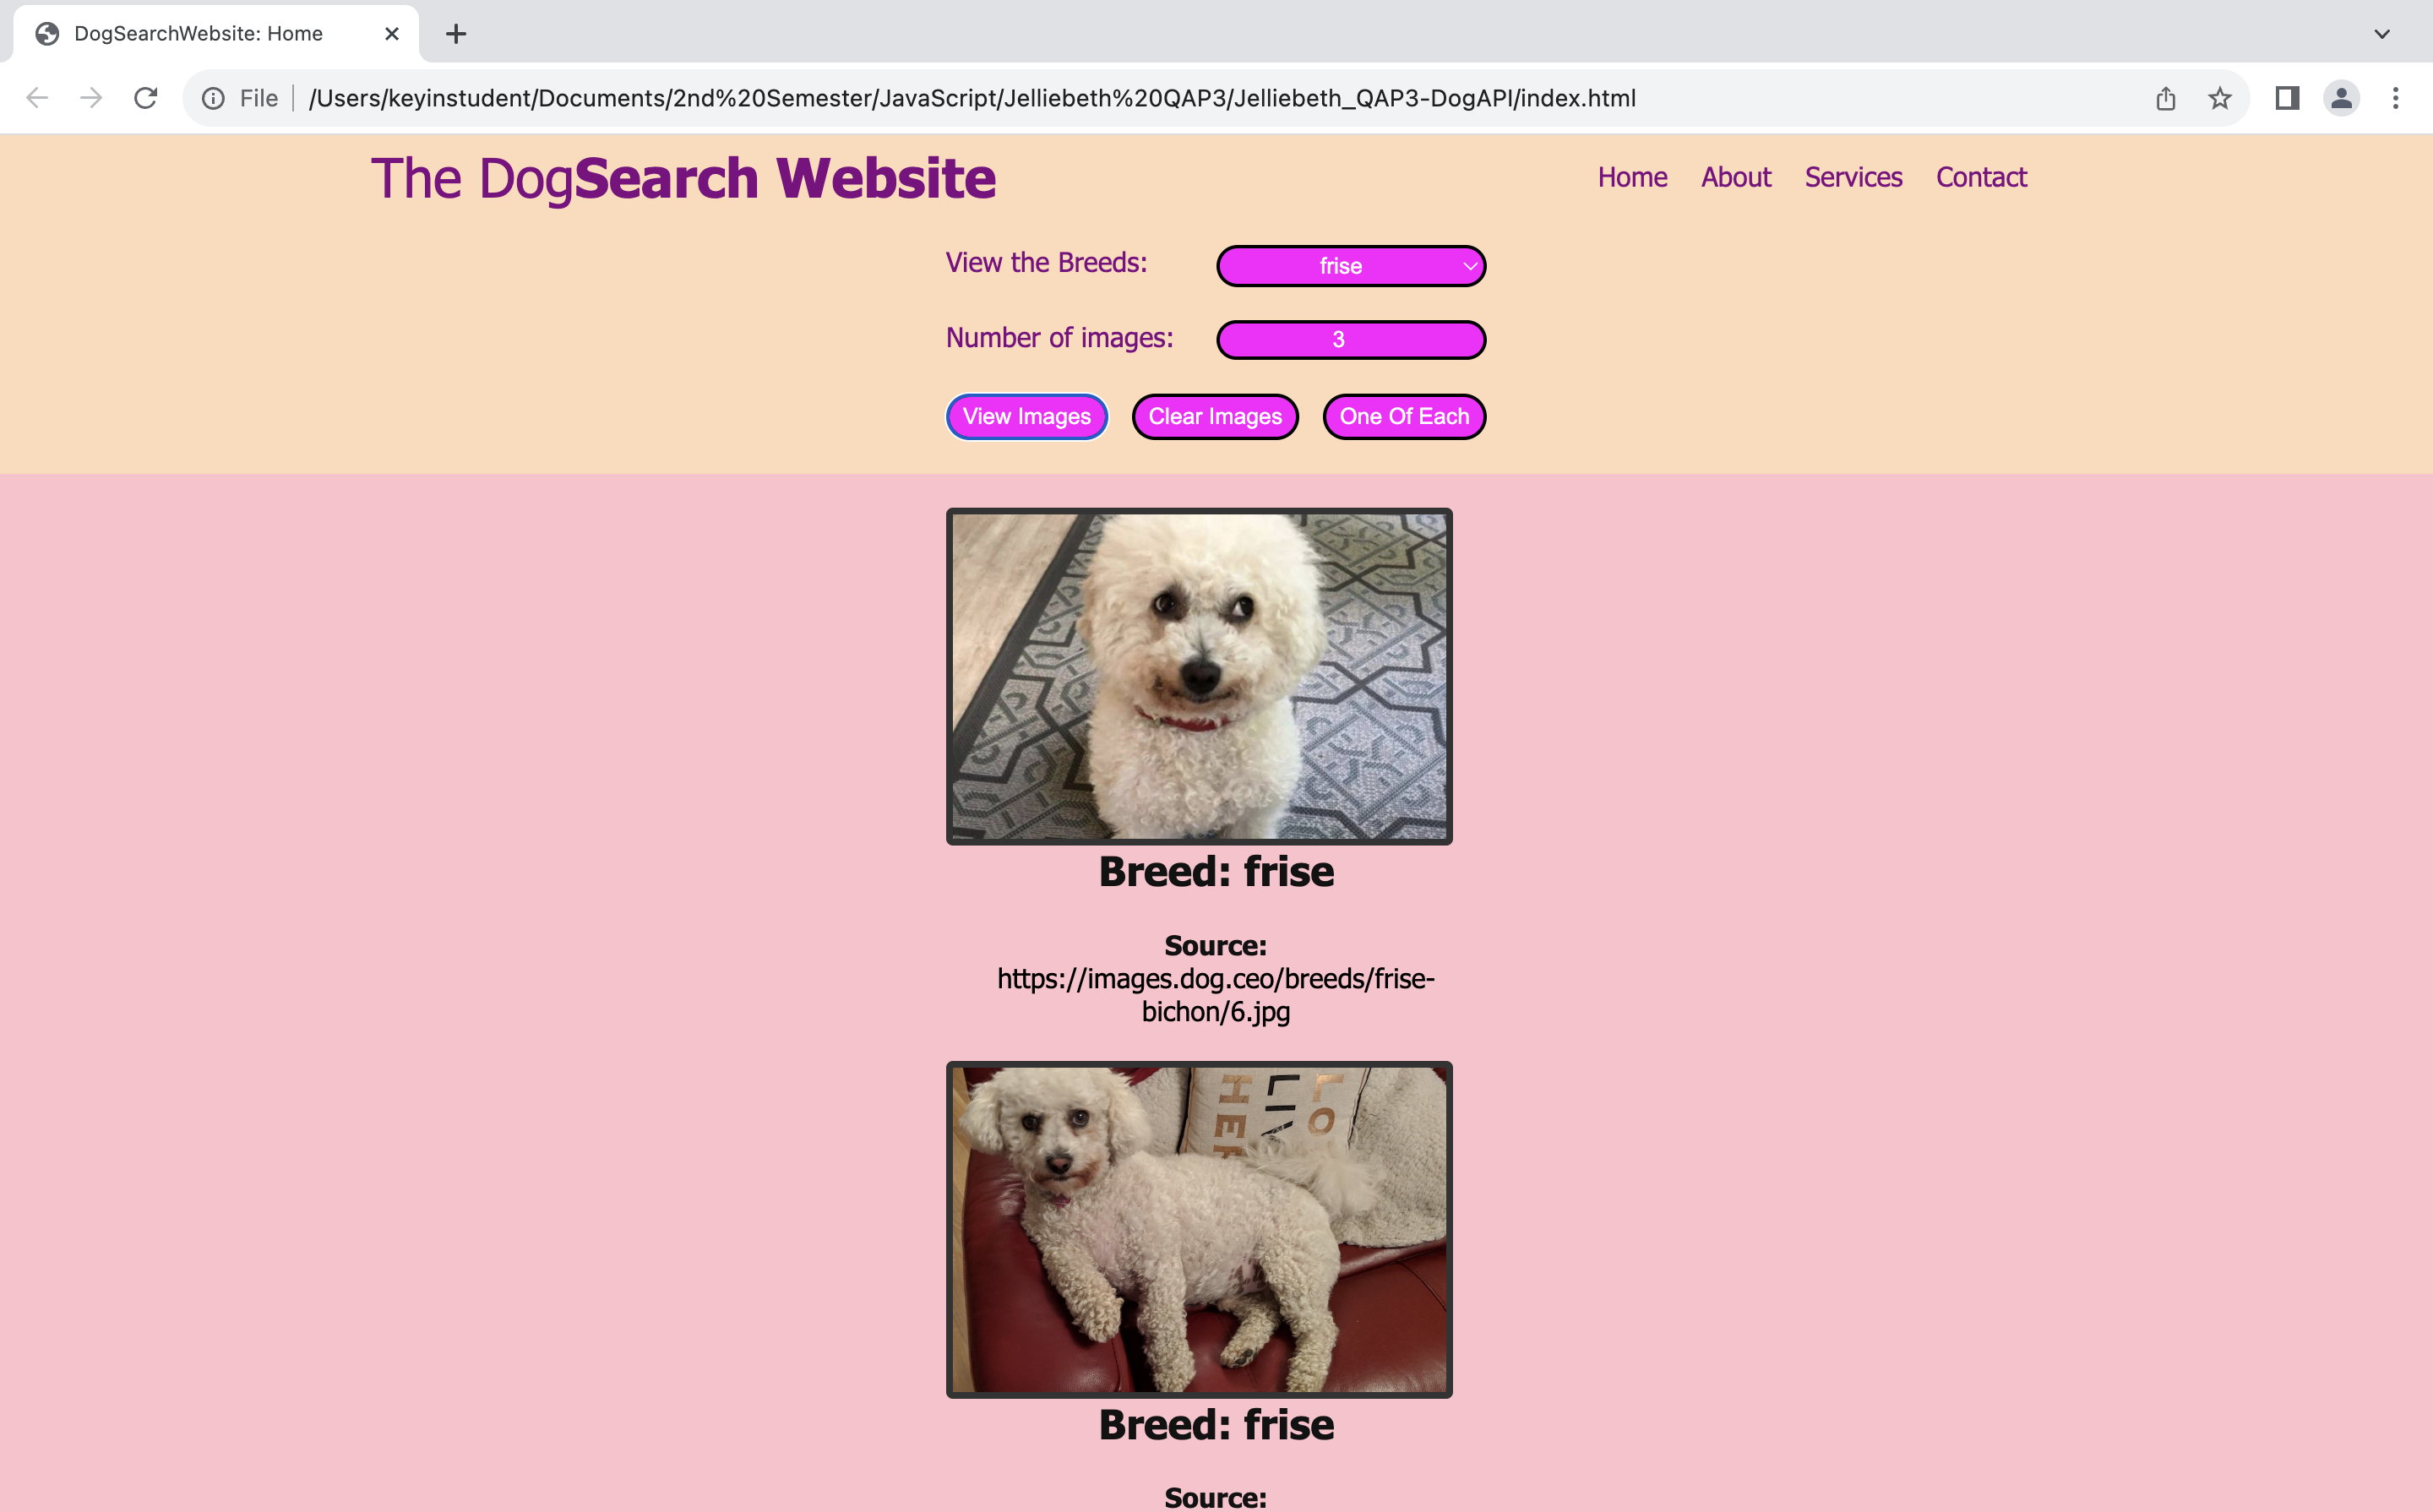 DogSearchWebsite: Home
File /Users/keyinstudent/Documents/2nd%20Semester/JavaScript/Jelliebeth%20QAP3/Jelliebeth_QAP3-DogAPI/index.html
The DogSearch Website
Home About Services Contact
View the Breeds: frise
Number of images: 3
View Images Clear Images One Of Each
Breed: frise
Source:
https://images.dog.ceo/breeds/frise-
bichon/6.jpg
LO
LIV
HER
Breed: frise
Source: